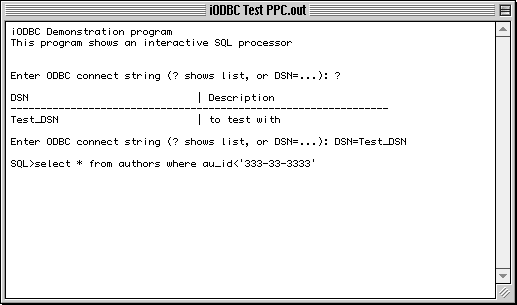 iODBC Test PPC.out
iODBC Demonstration program
This program shows an interactive SQL processor
Enter ODBC connect string (? shows list, or DSN=...): ?
DSN | Description
---------------------------------------------------------------
Test_DSN | to test with
Enter ODBC connect string (? shows list, or DSN=...): DSN=Test_DSN
SQL>select * from authors where au_id<'333-33-3333'